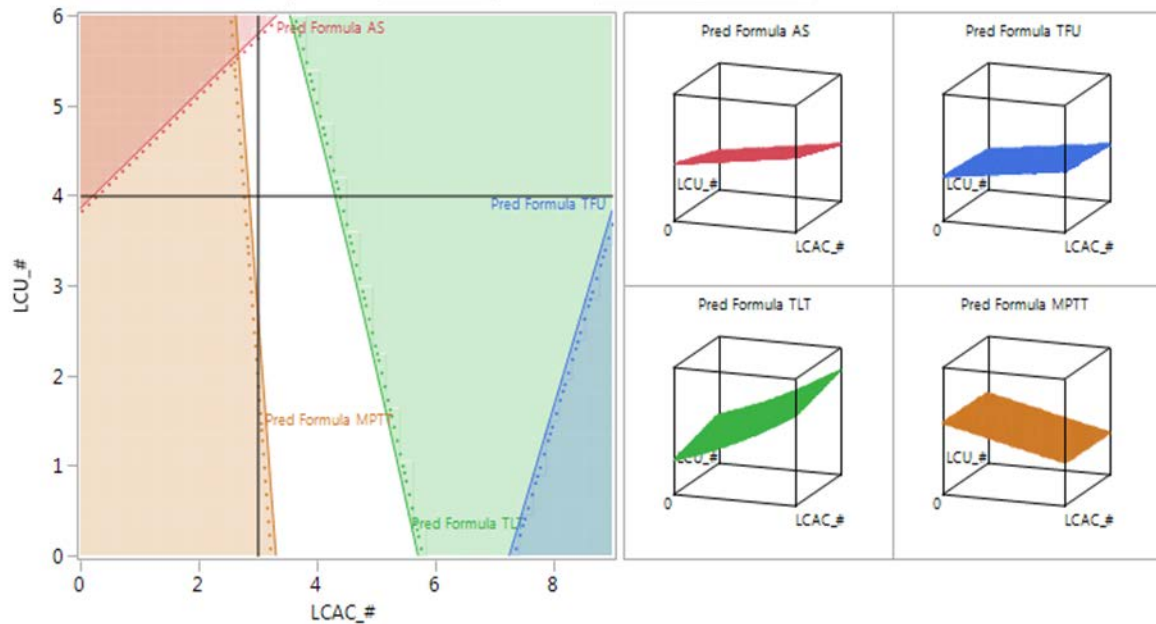 6
5
4
3
2
1
0
LCU_#
0
2
4
6
8
LCAC_#
Pred Formula AS
Pred Formula TFU
Pred Formula MPTT
Pred Formula TLT
Pred Formula AS
LCU_#
0
LCAC_#
Pred Formula TFU
LCU_#
0
LCAC_#
Pred Formula TLT
LCU_#
0
LCAC_#
Pred Formula MPTT
LCU_#
0
LCAC_#